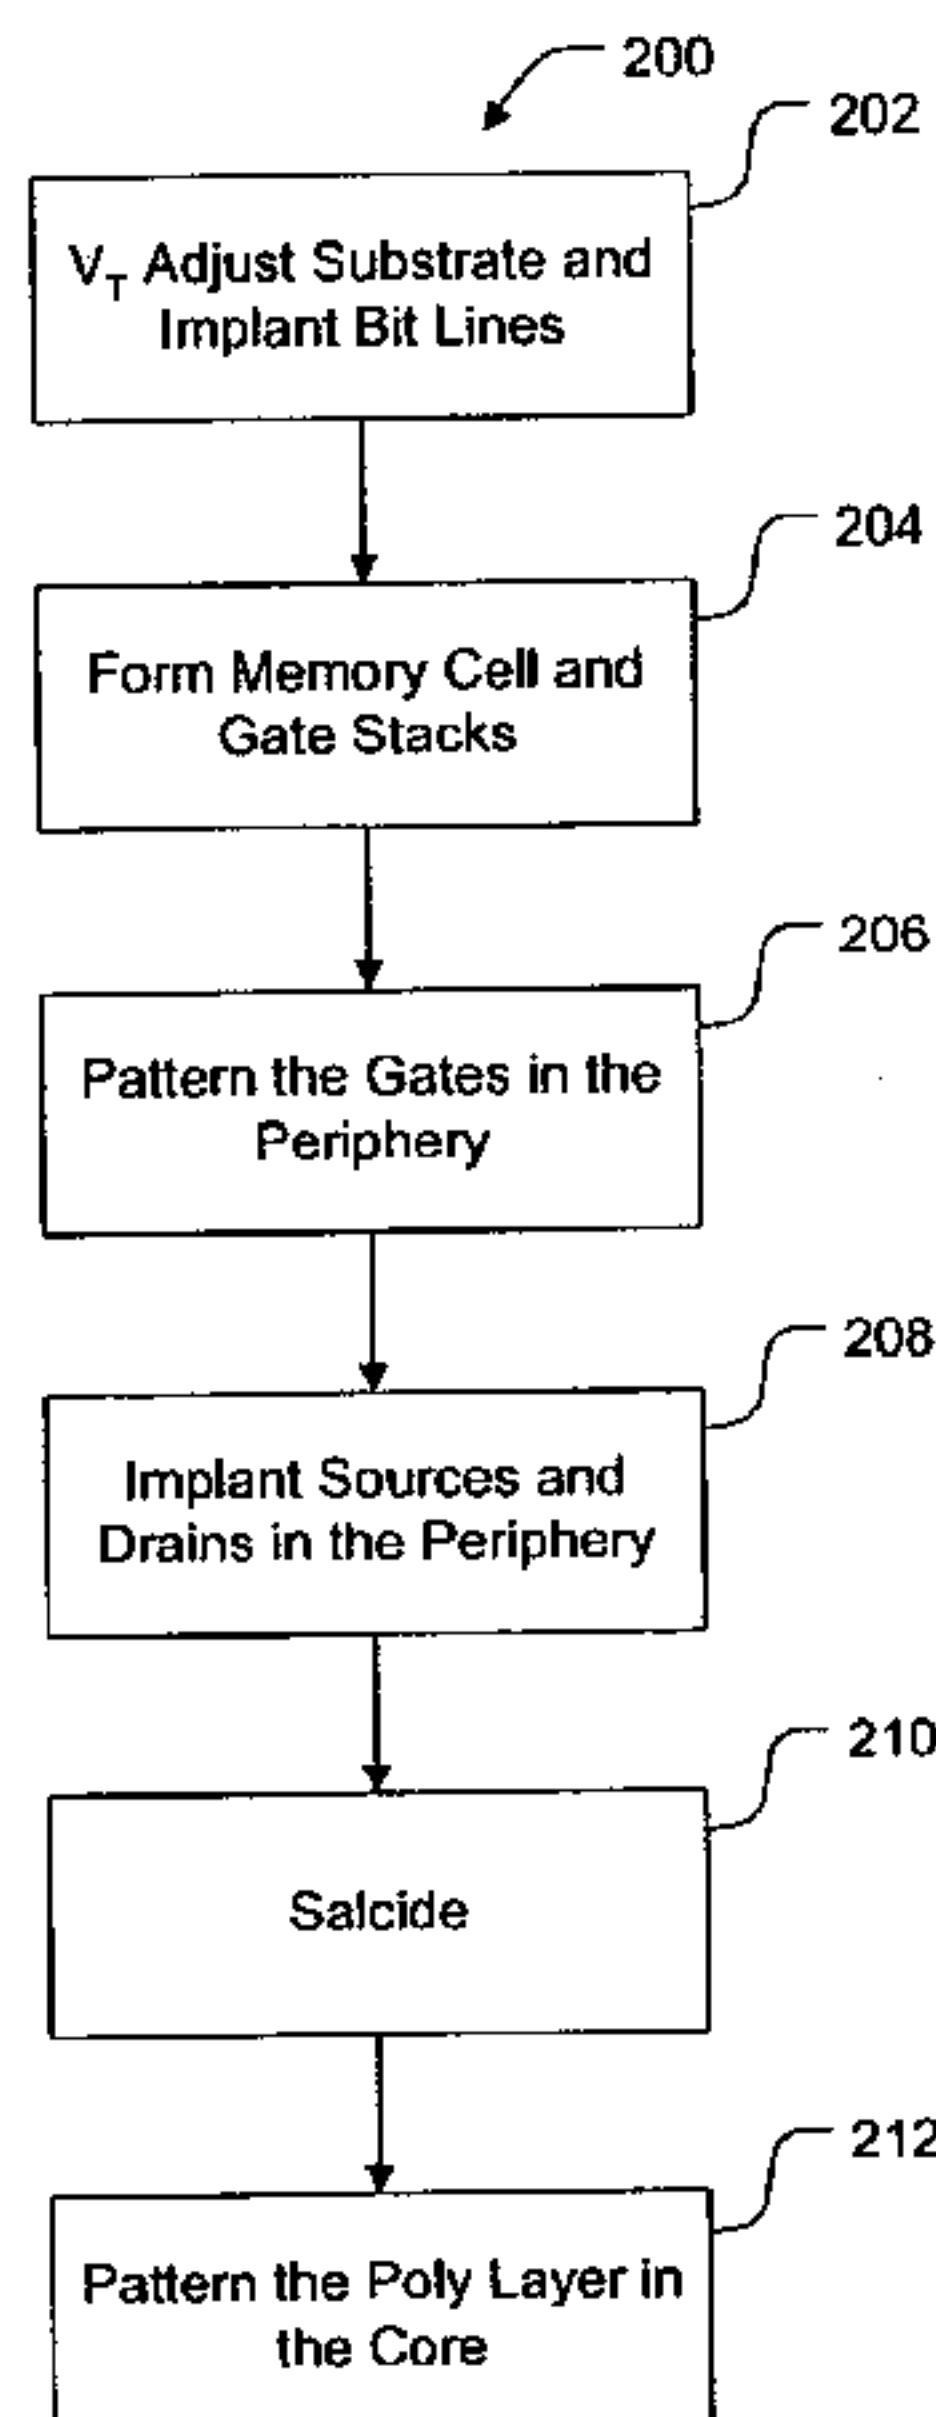 200
202
V_T Adjust Substrate and
Implant Bit Lines
204
Form Memory Cell and
Gate Stacks
206
Pattern the Gates in the
Periphery
208
Implant Sources and
Drains in the Periphery
210
Salcide
212
Pattern the Poly Layer in
the Core